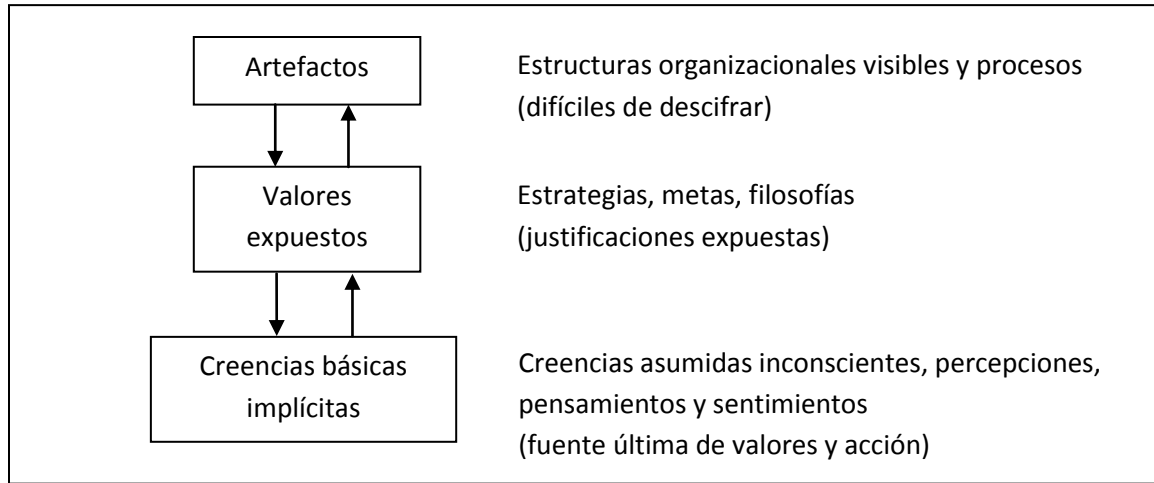 Artefactos
Estructuras organizacionales visibles y procesos
(difíciles de descifrar)
Valores
expuestos
Estrategias, metas, filosofías
(justificaciones expuestas)
Creencias básicas
implícitas
Creencias asumidas inconscientes, percepciones,
pensamientos y sentimientos
(fuente última de valores y acción)